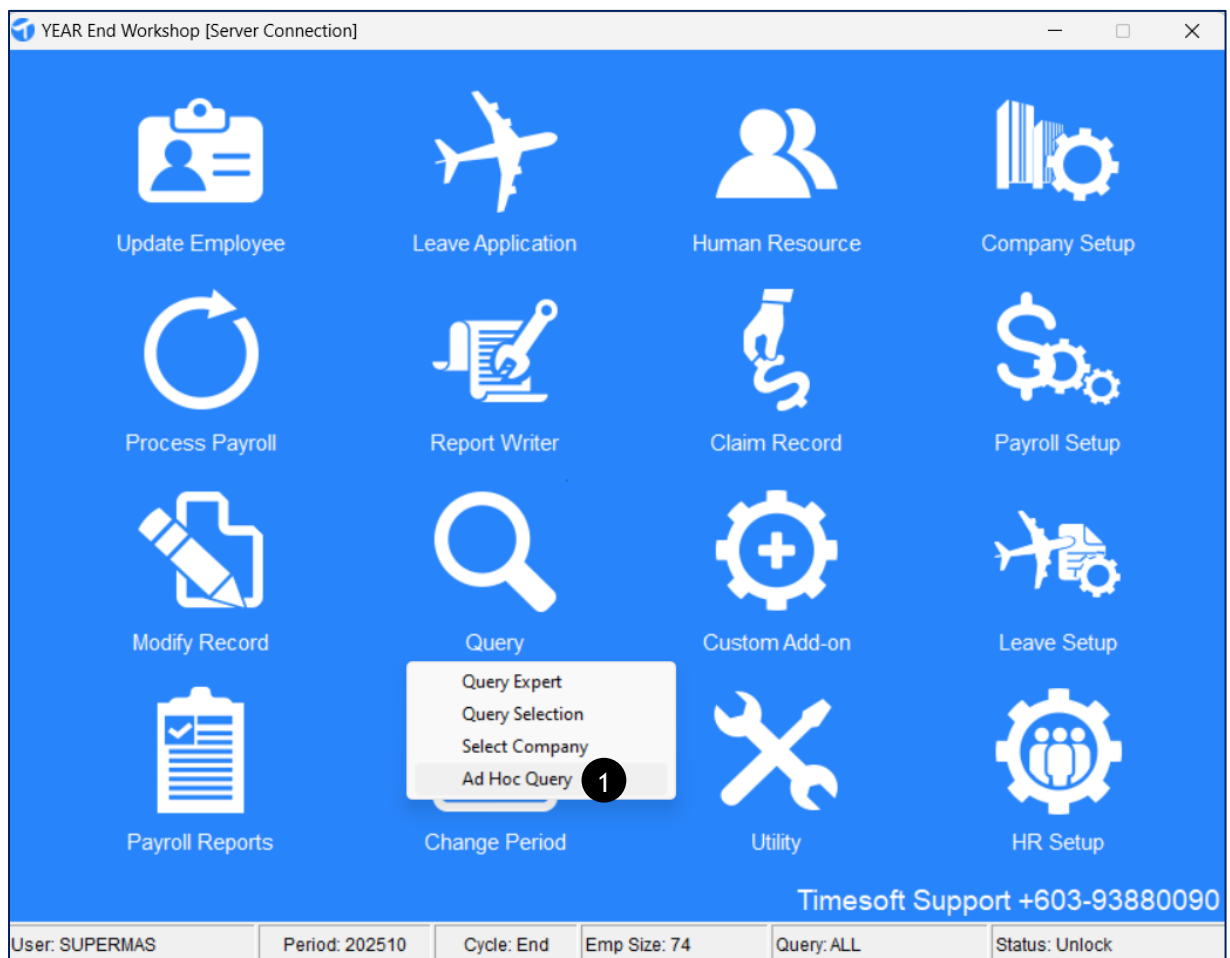 YEAR End Workshop [Server Connection]
Update Employee
Leave Application
Human Resource
Company Setup
Process Payroll
Report Writer
Claim Record
Payroll Setup
Modify Record
Query
Custom Add-on
Leave Setup
Query Expert
Query Selection
Select Company
Ad Hoc Query 1
Payroll Reports
Change Period
Utility
HR Setup
Timesoft Support +603-93880090
User: SUPERMAS
Period: 202510
Cycle: End
Emp Size: 74
Query: ALL
Status: Unlock